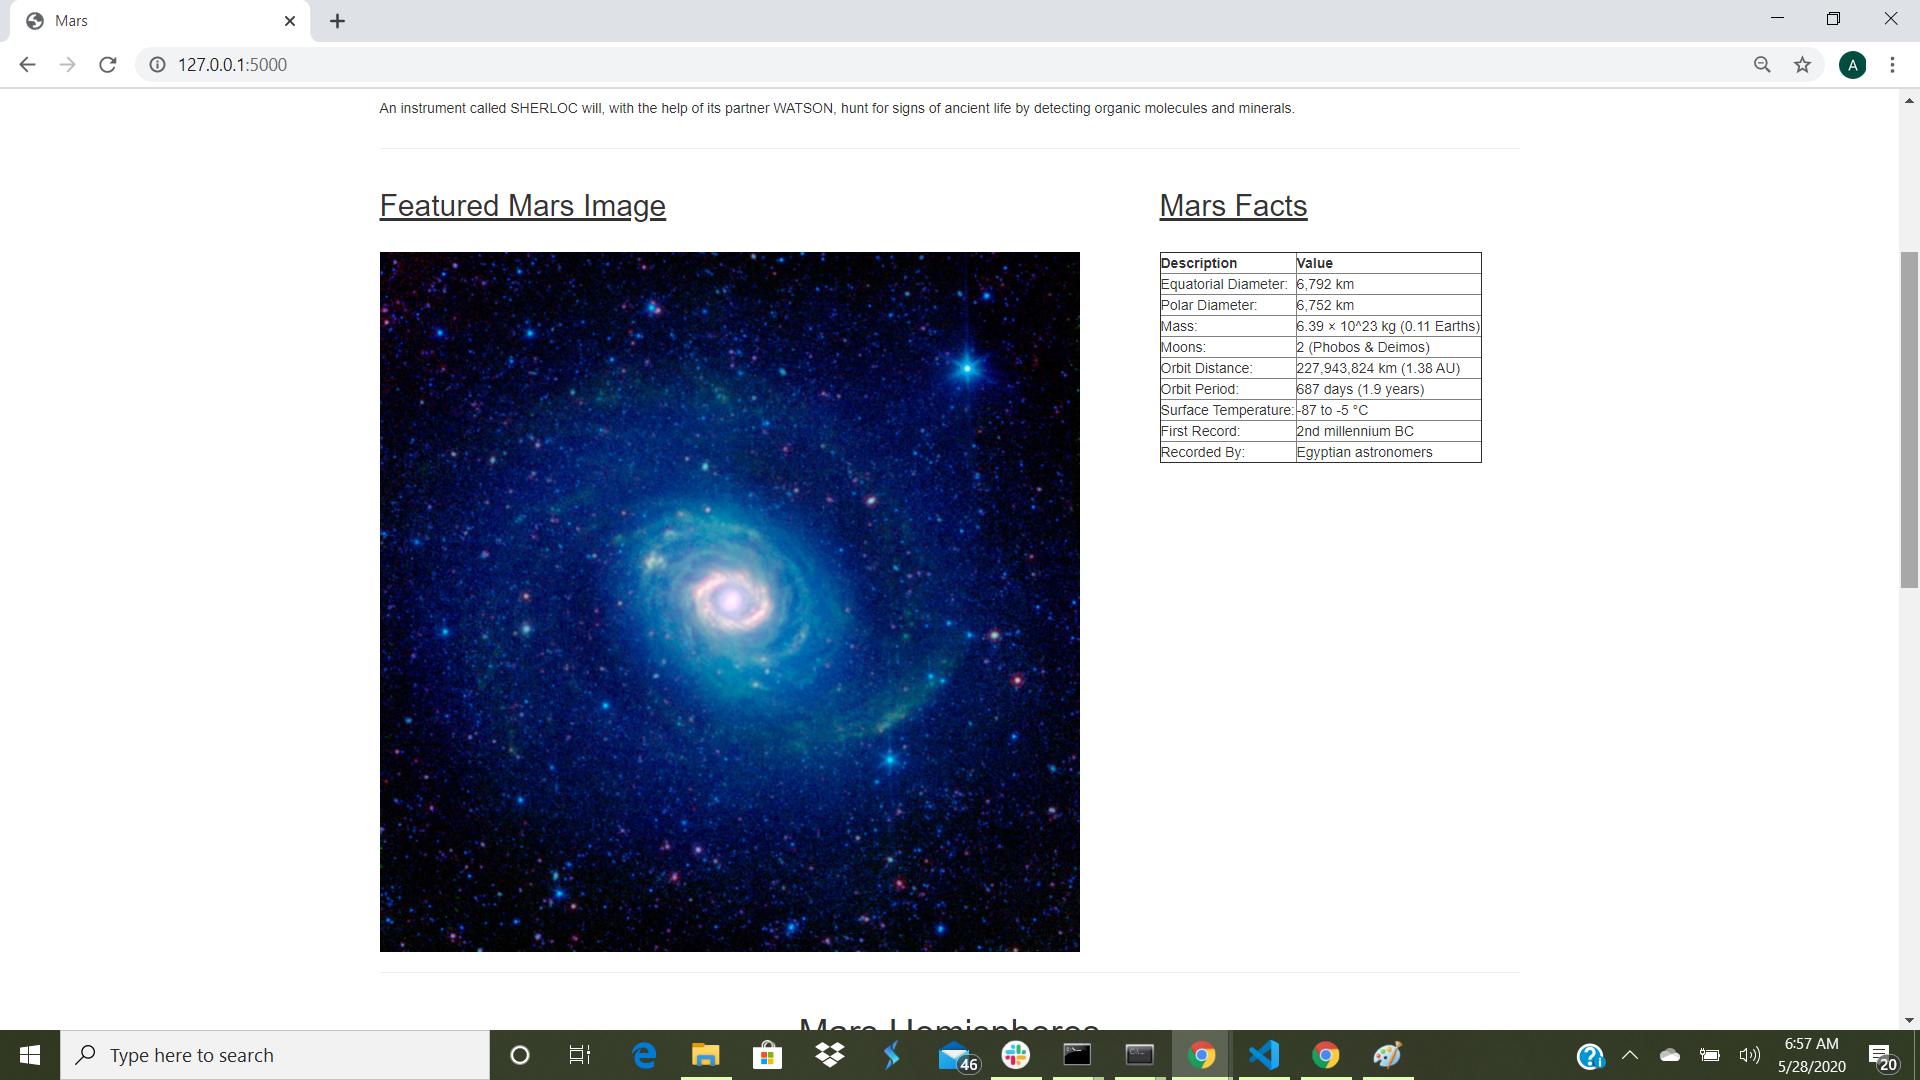 Mars
127.0.0.1:5000
A
An instrument called SHERLOC will, with the help of its partner WATSON, hunt for signs of ancient life by detecting organic molecules and minerals.
Featured Mars Image
Mars Facts
Description Value
Equatorial Diameter: 6,792 km
Polar Diameter: 6,752 km
Mass: 6.39 × 10^23 kg (0.11 Earths)
Moons: 2 (Phobos & Deimos)
Orbit Distance: 227,943,824 km (1.38 AU)
Orbit Period: 687 days (1.9 years)
Surface Temperature: -87 to -5 °C
First Record: 2nd millennium BC
Recorded By: Egyptian astronomers
Mars Hemispheres
Type here to search
46
6:57 AM
5/28/2020
20